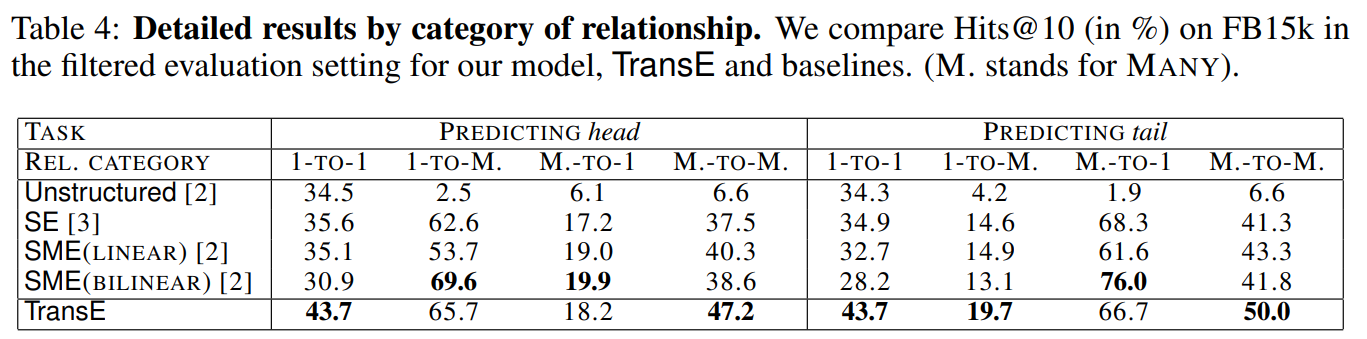 Table 4: Detailed results by category of relationship. We compare Hits@10 (in %) on FB15k in
the filtered evaluation setting for our model, TransE and baselines. (M. stands for MANY).
TASK PREDICTING head PREDICTING tail
REL. CATEGORY 1-TO-1 1-TO-M. M.-TO-1 M.-TO-M. 1-TO-1 1-TO-M. M.-TO-1 M.-TO-M.
Unstructured [2] 34.5 2.5 6.1 6.6 34.3 4.2 1.9 6.6
SE [3] 35.6 62.6 17.2 37.5 34.9 14.6 68.3 41.3
SME(LINEAR) [2] 35.1 53.7 19.0 40.3 32.7 14.9 61.6 43.3
SME(BILINEAR) [2] 30.9 69.6 19.9 38.6 28.2 13.1 76.0 41.8
TransE 43.7 65.7 18.2 47.2 43.7 19.7 66.7 50.0